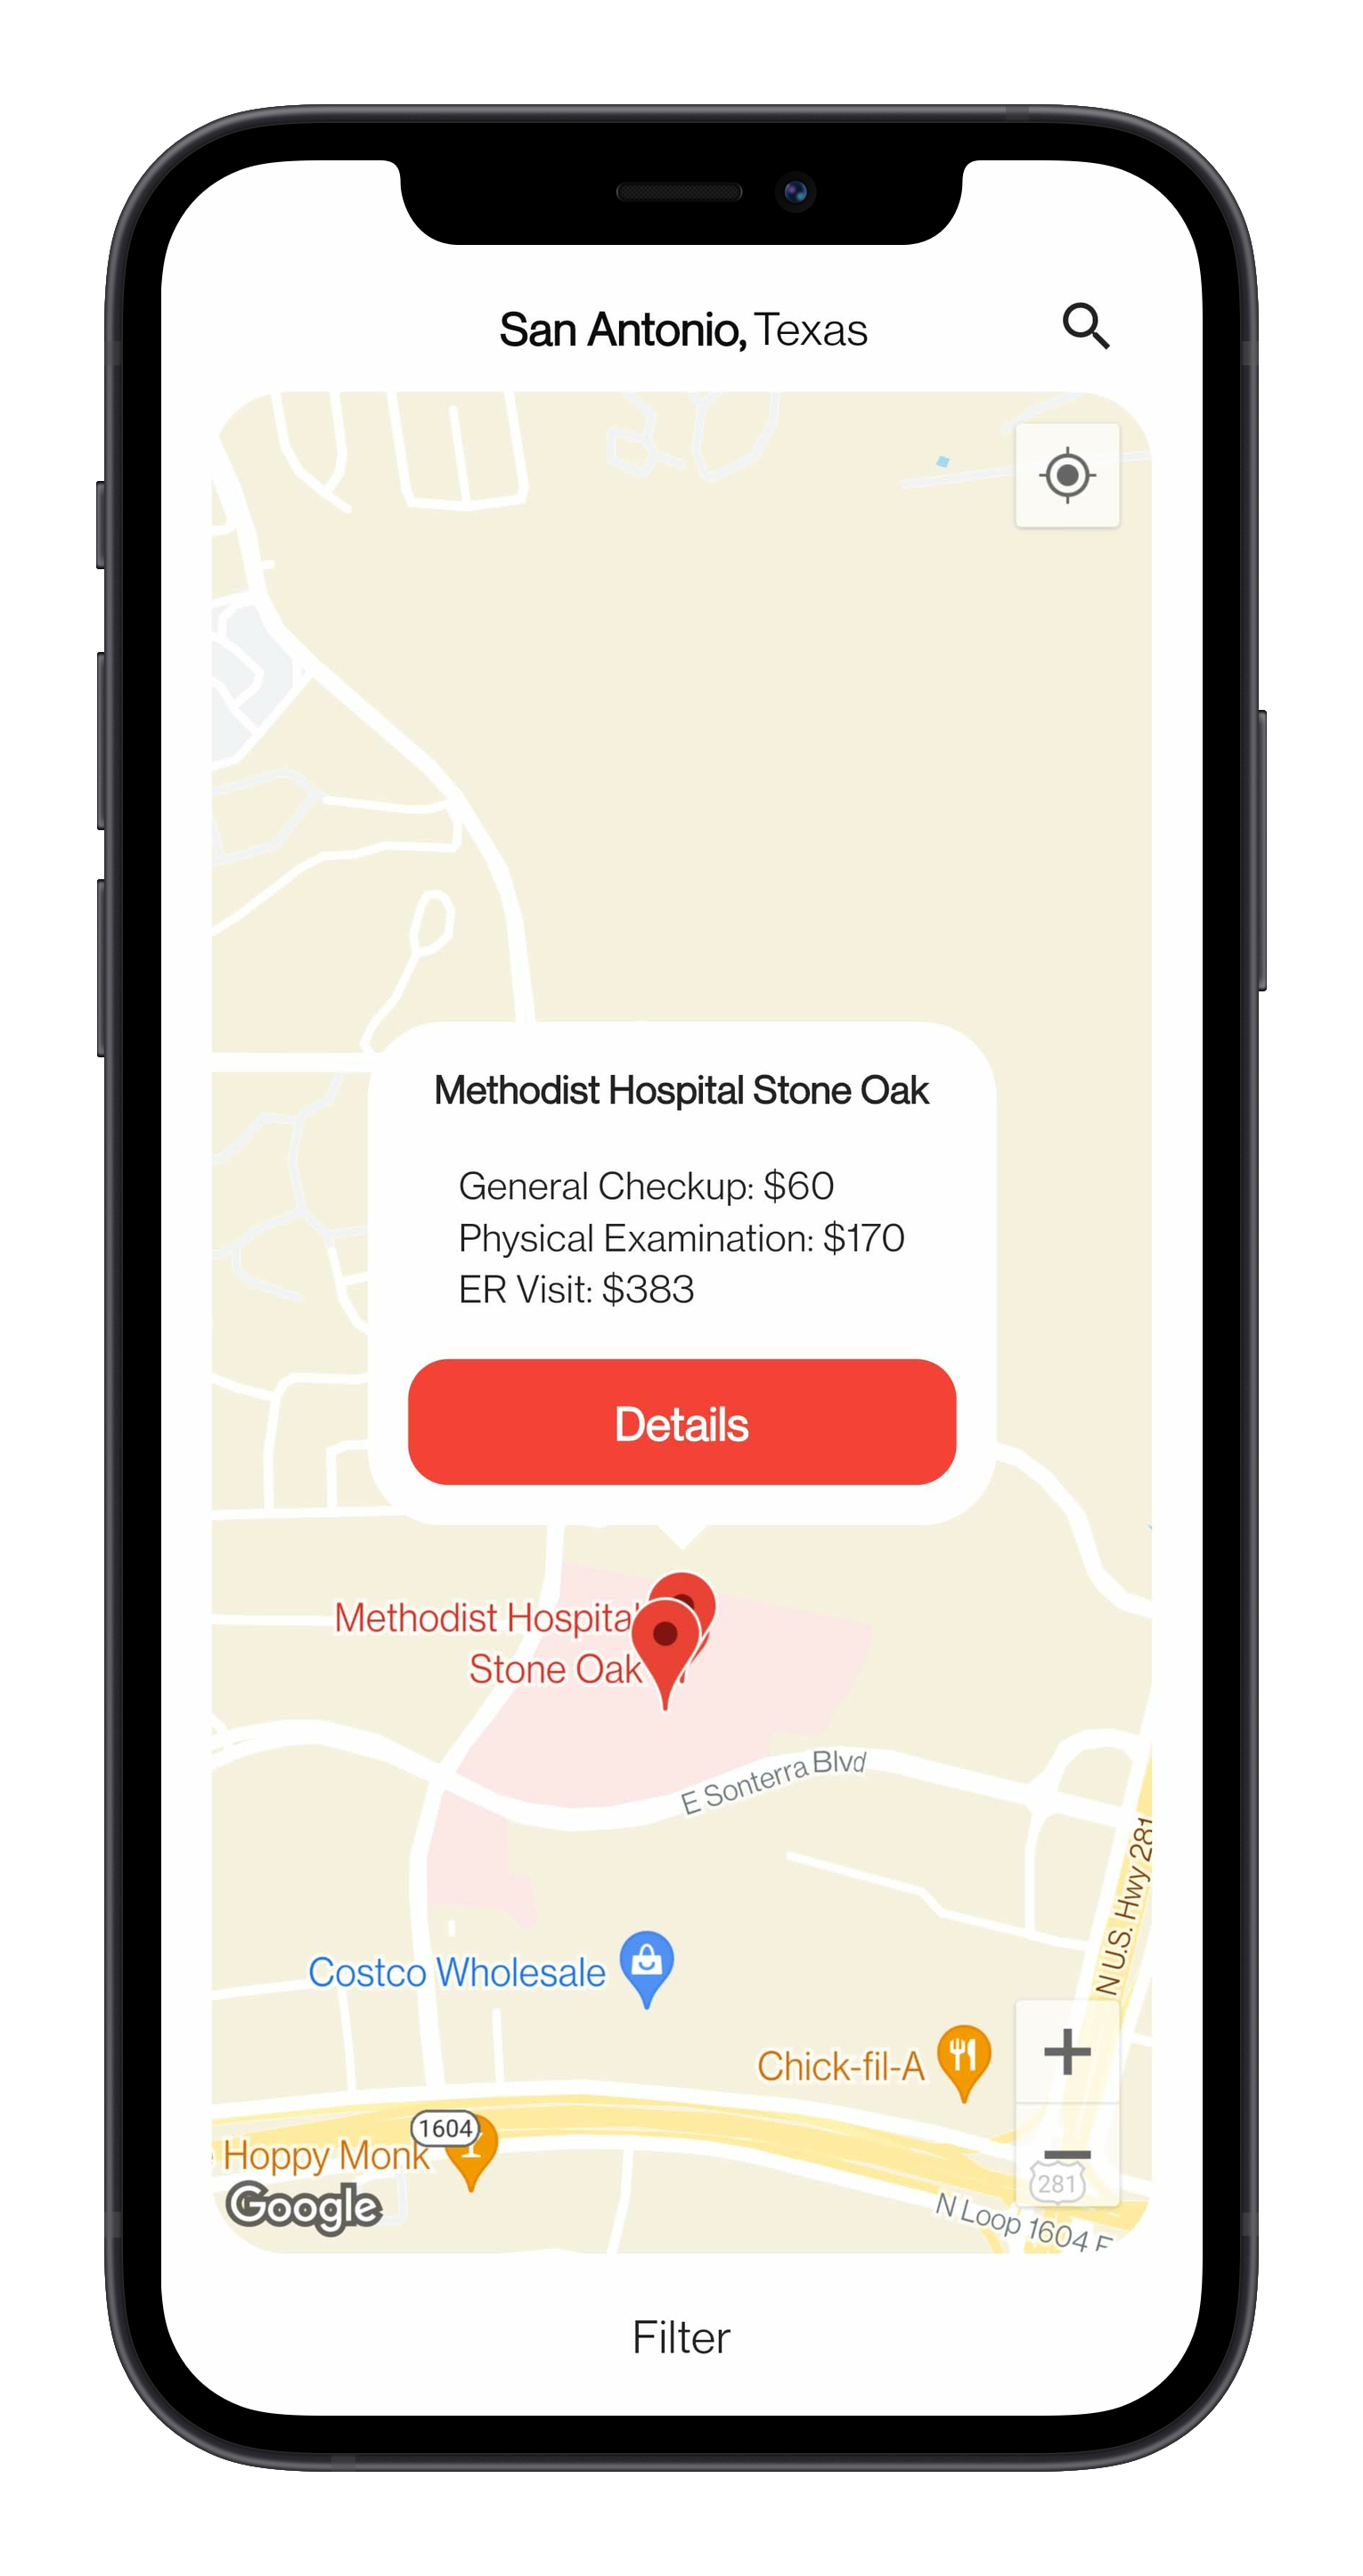 San Antonio, Texas
Methodist Hospital Stone Oak
General Checkup: $60
Physical Examination: $170
ER Visit: $383
Details
Methodist Hospital
Stone Oak
E Sonterra Blvd
N U.S. Hwy 281
Costco Wholesale
Chick-fil-A
+
1604
Hoppy Monk
−
281
Google
N Loop 1604 E
Filter